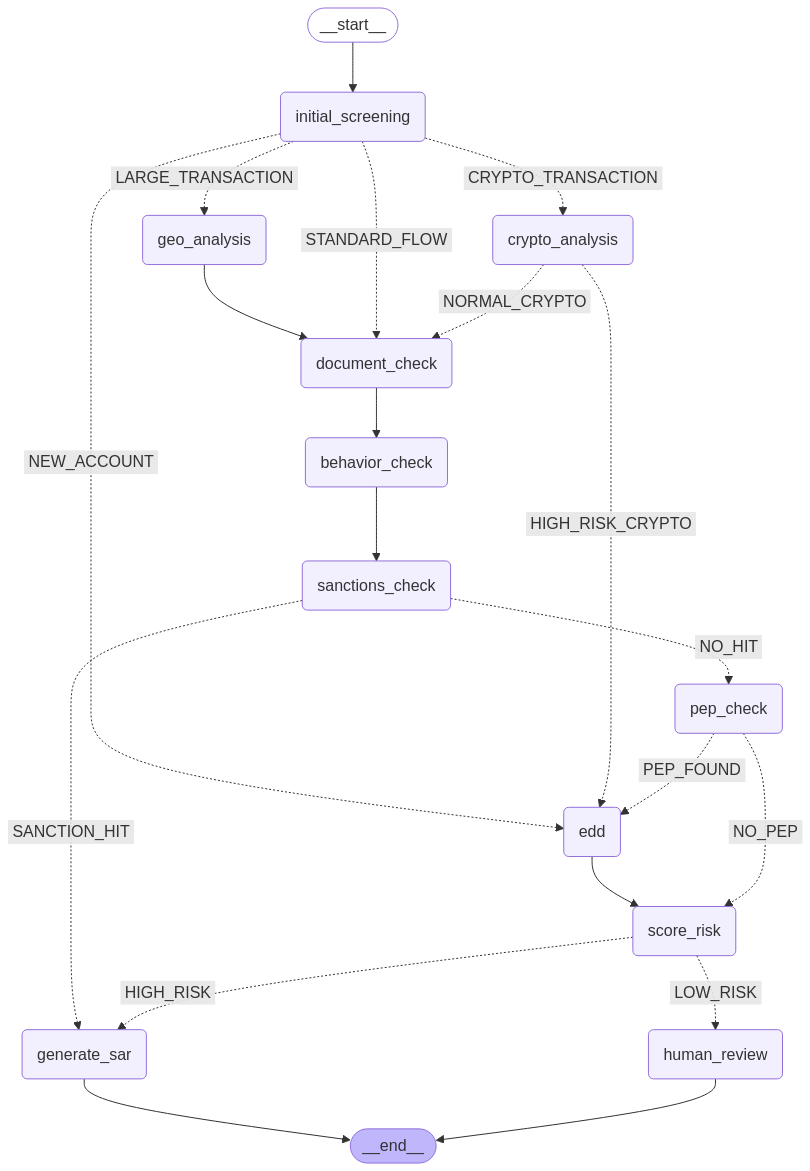 __start__
initial_screening
LARGE_TRANSACTION
CRYPTO_TRANSACTION
geo_analysis
STANDARD_FLOW
crypto_analysis
NORMAL_CRYPTO
document_check
NEW_ACCOUNT
behavior_check
HIGH_RISK_CRYPTO
sanctions_check
NO_HIT
pep_check
PEP_FOUND
SANCTION_HIT
edd
NO_PEP
score_risk
HIGH_RISK
LOW_RISK
generate_sar
human_review
__end__